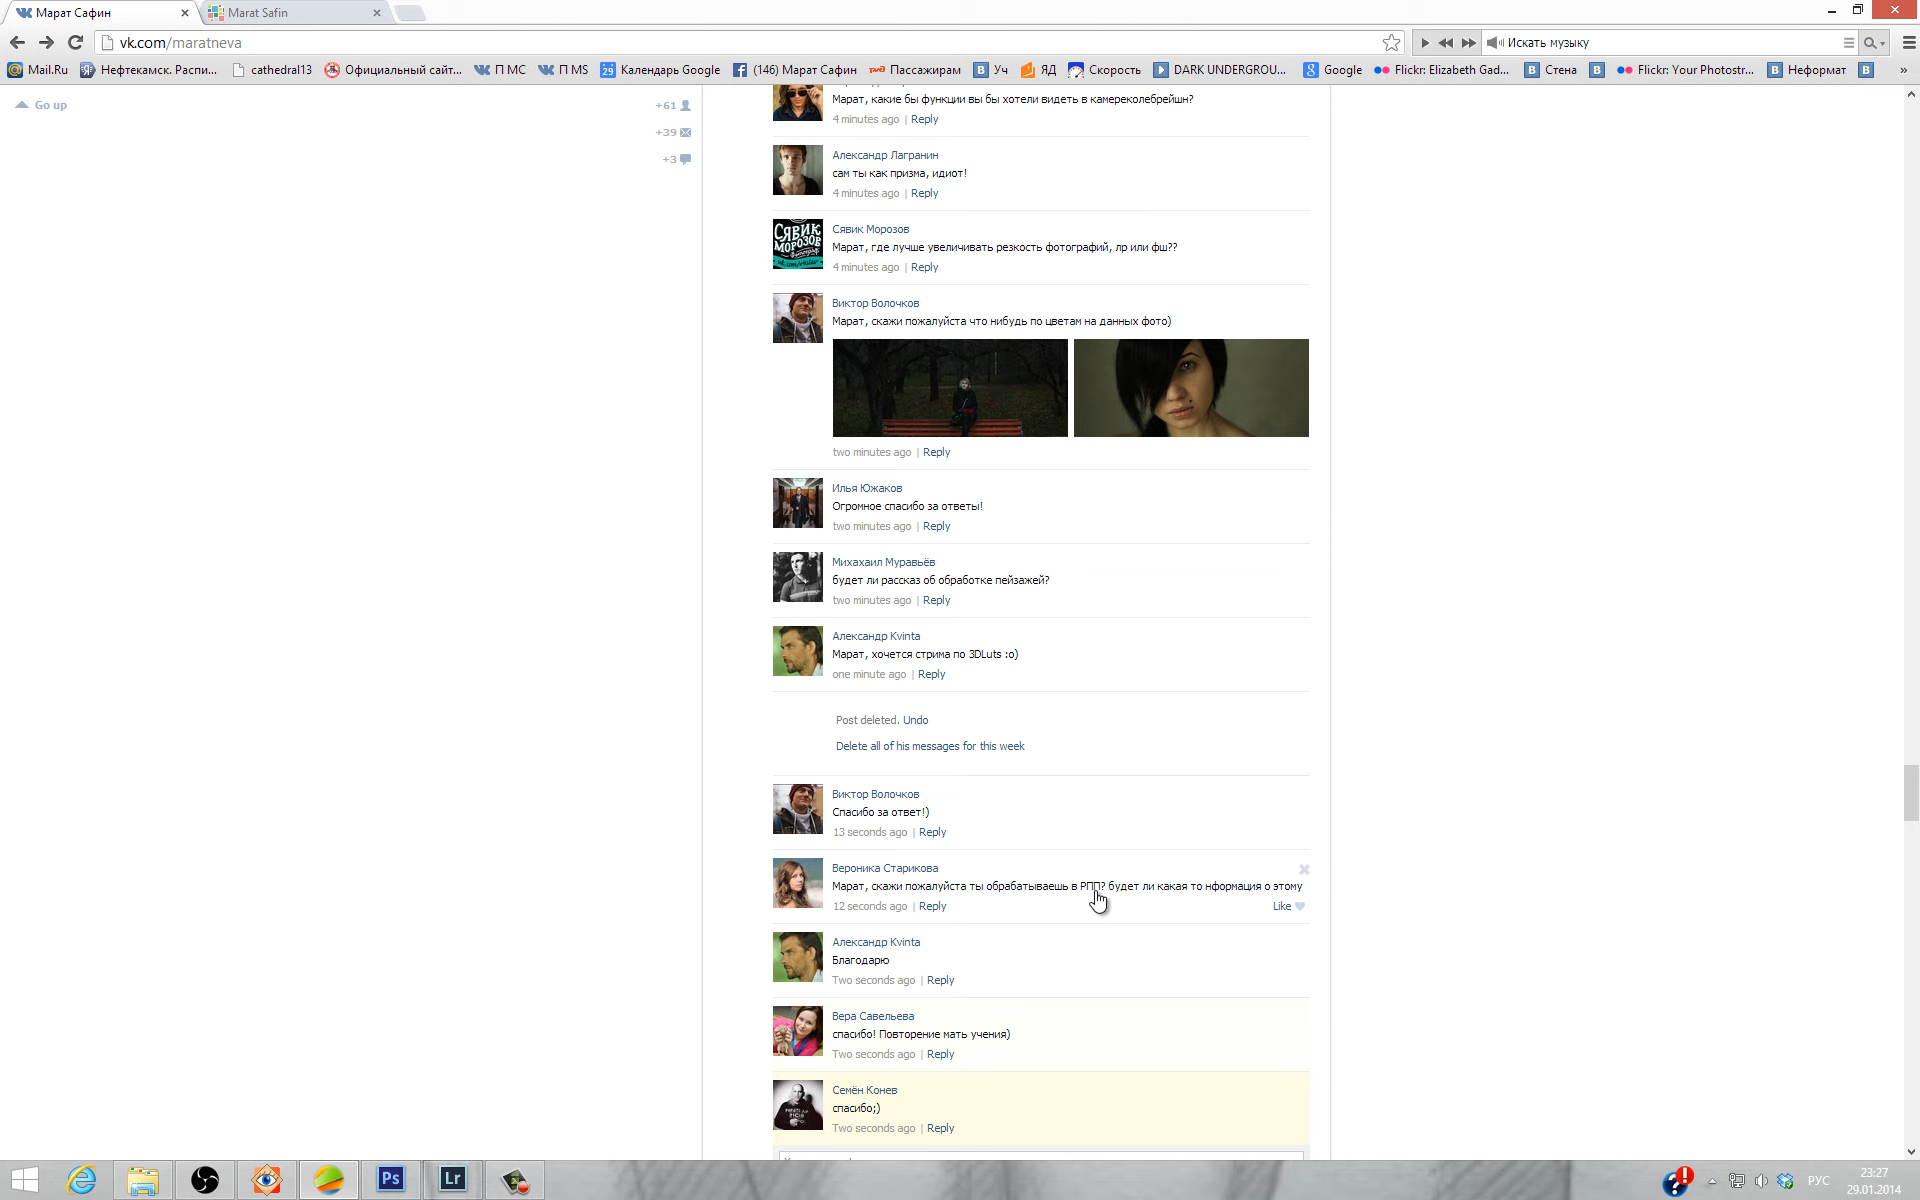 Марат Сафин
Marat Safin
vk.com/maratneva
Искать музыку
Mail.Ru
Нефтекамск. Распи...
cathedral13
Официальный сайт...
П МС
П MS
29
Календарь Google
(146) Марат Сафин
Пассажирам
Уч
ЯД
Скорость
DARK UNDERGROU...
Google
Flickr: Elizabeth Gad...
Стена
Flickr: Your Photostr...
Неформат
»
Go up
+61
+39
+3
Марат, какие бы функции вы бы хотели видеть в камереколебрейшн?
4 minutes ago | Reply
Александр Лагранин
сам ты как призма, идиот!
4 minutes ago | Reply
СЯВИК
МОРОЗОВ
Сявик Морозов
Марат, где лучше увеличивать резкость фотографий, лр или фш??
4 minutes ago | Reply
Виктор Волочков
Марат, скажи пожалуйста что нибудь по цветам на данных фото)
two minutes ago | Reply
Илья Южаков
Огромное спасибо за ответы!
two minutes ago | Reply
Михахаил Муравьёв
будет ли рассказ об обработке пейзажей?
two minutes ago | Reply
Александр Kvinta
Марат, хочется стрима по 3DLuts :о)
one minute ago | Reply
Post deleted. Undo
Delete all of his messages for this week
Виктор Волочков
Спасибо за ответ!)
13 seconds ago | Reply
Вероника Старикова
Марат, скажи пожалуйста ты обрабатываешь в РПП? будет ли какая то нформация о этому
12 seconds ago | Reply
Like
Александр Kvinta
Благодарю
Two seconds ago | Reply
Вера Савельева
спасибо! Повторение мать учения)
Two seconds ago | Reply
Семён Конев
спасибо;)
Two seconds ago | Reply
Ps
Lr
РУС
23:27
29.01.2014